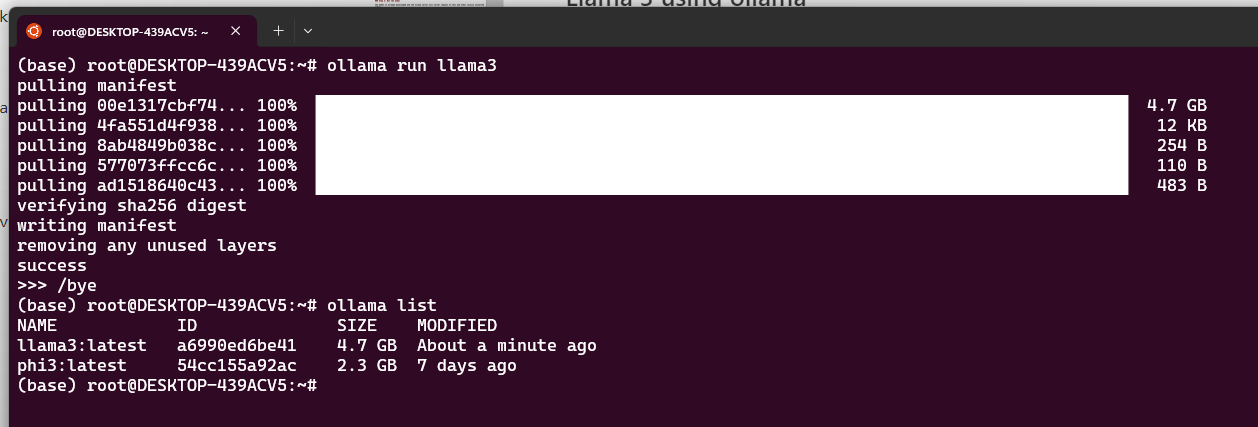 Llama 3 using ollama
root@DESKTOP-439ACV5: ~
(base) root@DESKTOP-439ACV5:~# ollama run llama3
pulling manifest
pulling 00e1317cbf74... 100% 4.7 GB
pulling 4fa551d4f938... 100% 12 KB
pulling 8ab4849b038c... 100% 254 B
pulling 577073ffcc6c... 100% 110 B
pulling ad1518640c43... 100% 483 B
verifying sha256 digest
writing manifest
removing any unused layers
success
>>> /bye
(base) root@DESKTOP-439ACV5:~# ollama list
NAME ID SIZE MODIFIED
llama3:latest a6990ed6be41 4.7 GB About a minute ago
phi3:latest 54cc155a92ac 2.3 GB 7 days ago
(base) root@DESKTOP-439ACV5:~#